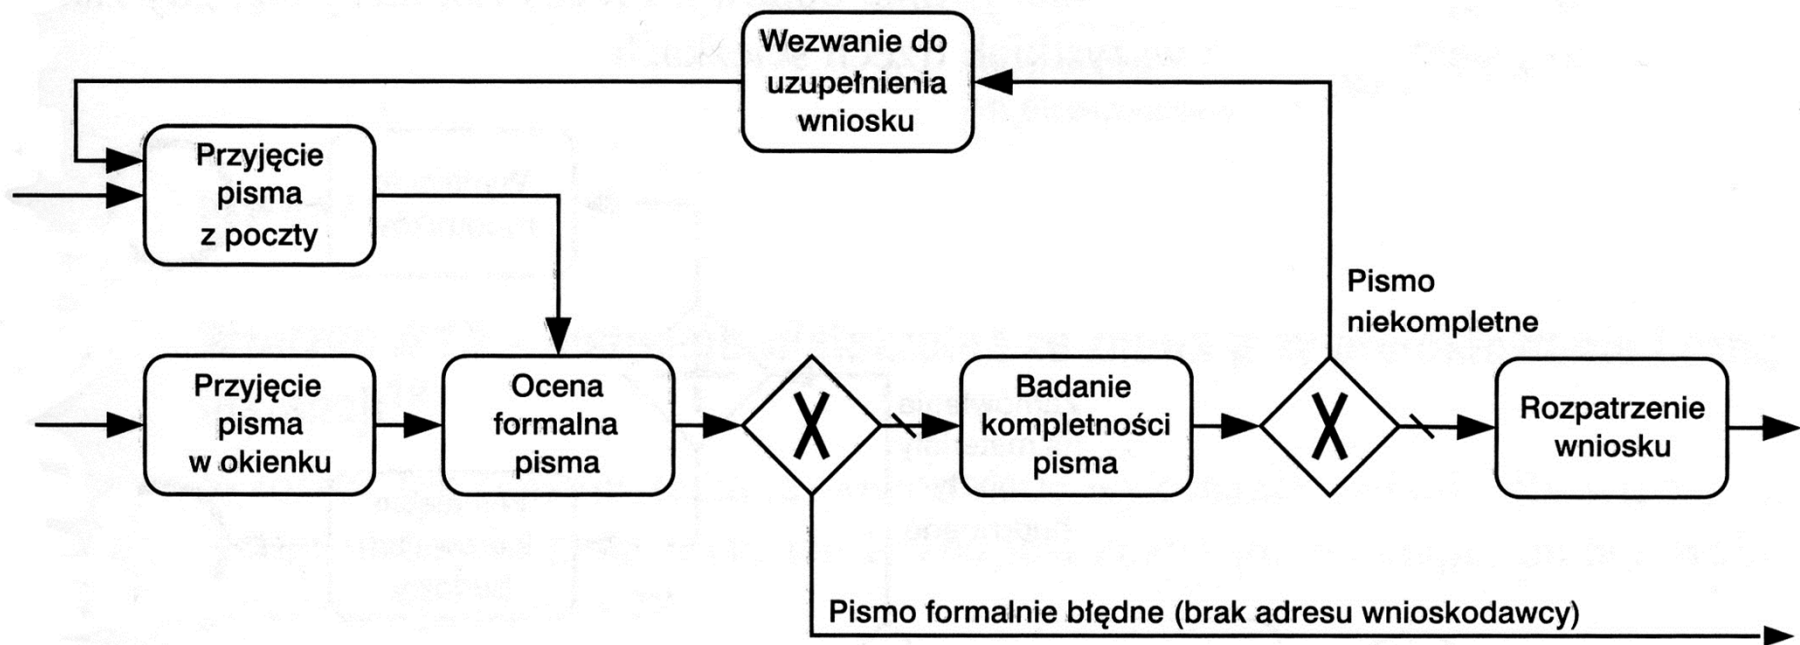 Wezwanie do
uzupełnienia
wniosku
Przyjęcie
pisma
z poczty
Pismo
niekompletne
Przyjęcie
pisma
w okienku
Ocena
formalna
pisma
X
Badanie
kompletności
pisma
X
Rozpatrzenie
wniosku
Pismo formalnie błędne (brak adresu wnioskodawcy)